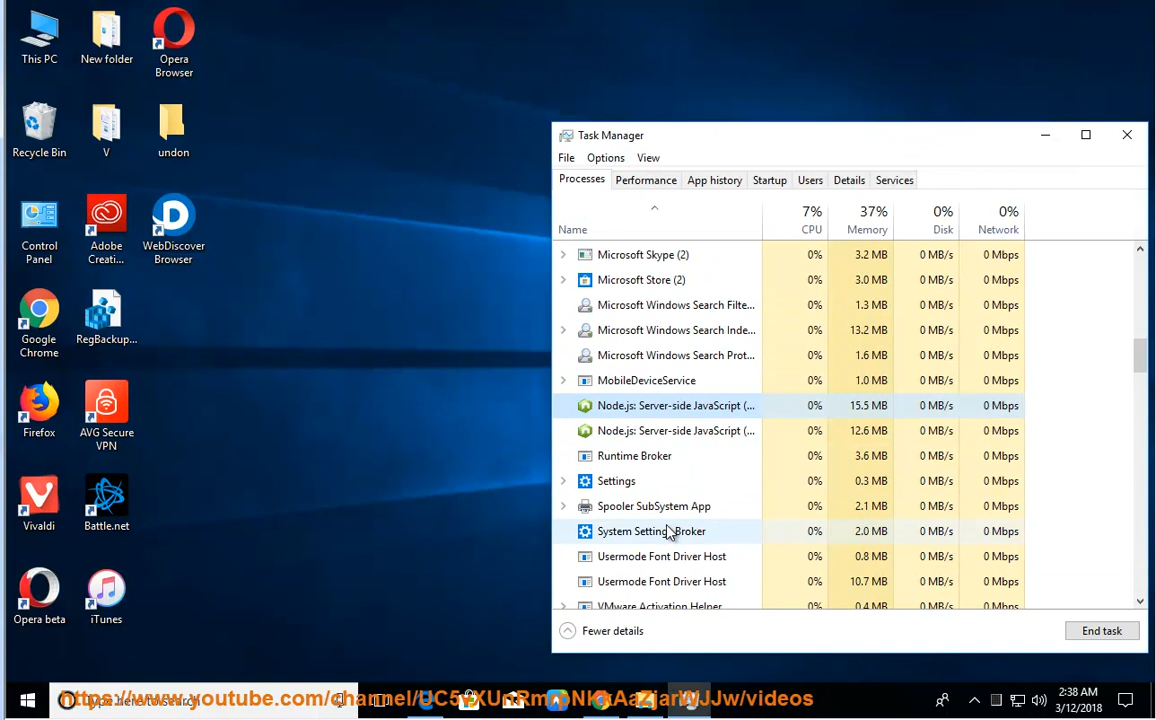 This PC
New folder
Opera
Browser
Recycle Bin
V
undon
Control
Panel
Adobe
Creati...
WebDiscover
Browser
Google
Chrome
RegBackup...
Firefox
AVG Secure
VPN
Vivaldi
Battle.net
Opera beta
iTunes
Task Manager
File Options View
Processes Performance App history Startup Users Details Services
7% 37% 0% 0%
Name CPU Memory Disk Network
Microsoft Skype (2) 0% 3.2 MB 0 MB/s 0 Mbps
Microsoft Store (2) 0% 3.0 MB 0 MB/s 0 Mbps
Microsoft Windows Search Filte... 0% 1.3 MB 0 MB/s 0 Mbps
Microsoft Windows Search Inde... 0% 13.2 MB 0 MB/s 0 Mbps
Microsoft Windows Search Prot... 0% 1.6 MB 0 MB/s 0 Mbps
MobileDeviceService 0% 1.0 MB 0 MB/s 0 Mbps
Node.js: Server-side JavaScript (... 0% 15.5 MB 0 MB/s 0 Mbps
Node.js: Server-side JavaScript (... 0% 12.6 MB 0 MB/s 0 Mbps
Runtime Broker 0% 3.6 MB 0 MB/s 0 Mbps
Settings 0% 0.3 MB 0 MB/s 0 Mbps
Spooler SubSystem App 0% 2.1 MB 0 MB/s 0 Mbps
System Settings Broker 0% 2.0 MB 0 MB/s 0 Mbps
Usermode Font Driver Host 0% 0.8 MB 0 MB/s 0 Mbps
Usermode Font Driver Host 0% 10.7 MB 0 MB/s 0 Mbps
VMware Activation Helper 0% 0.4 MB 0 MB/s 0 Mbps
Fewer details End task
Type here to search
2:38 AM
3/12/2018